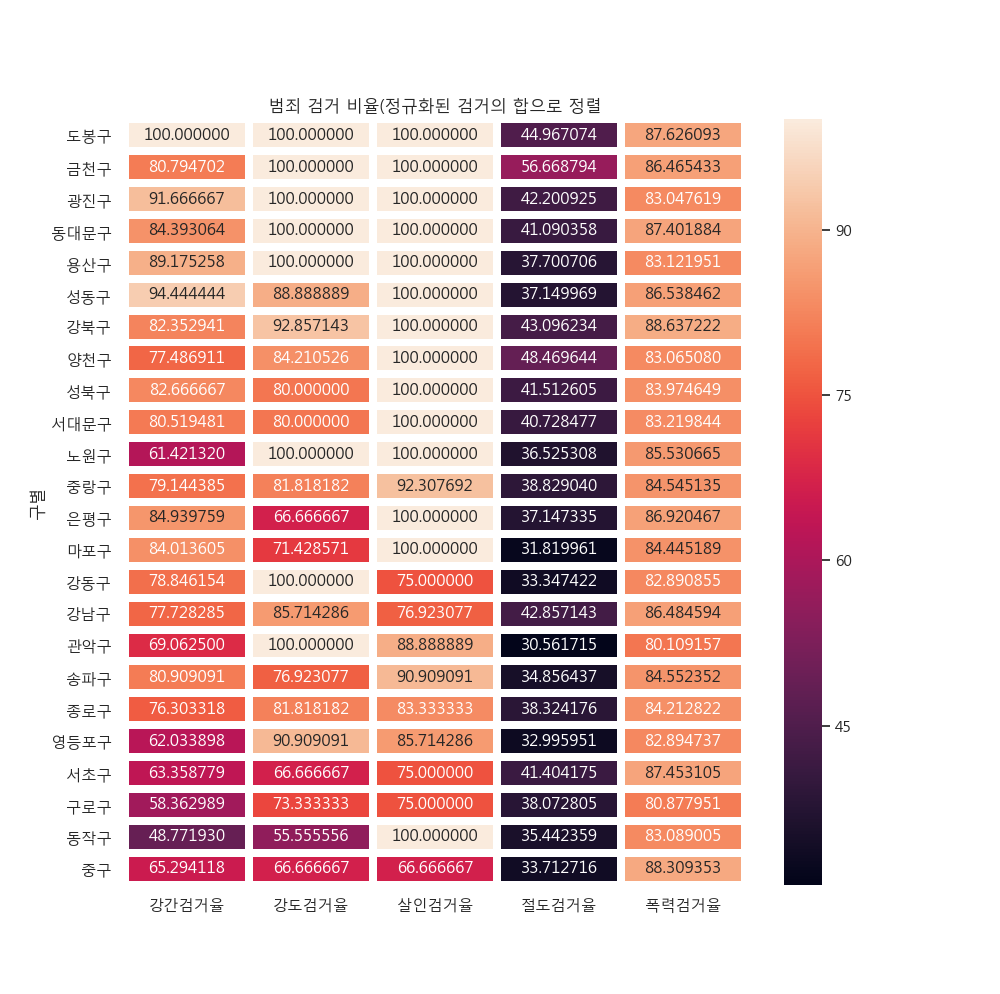 범죄 검거 비율(정규화된 검거의 합으로 정렬
도봉구 100.000000 100.000000 100.000000 44.967074 87.626093
금천구 80.794702 100.000000 100.000000 56.668794 86.465433
광진구 91.666667 100.000000 100.000000 42.200925 83.047619
동대문구 84.393064 100.000000 100.000000 41.090358 87.401884
용산구 89.175258 100.000000 100.000000 37.700706 83.121951
성동구 94.444444 88.888889 100.000000 37.149969 86.538462
강북구 82.352941 92.857143 100.000000 43.096234 88.637222
양천구 77.486911 84.210526 100.000000 48.469644 83.065080
성북구 82.666667 80.000000 100.000000 41.512605 83.974649
서대문구 80.519481 80.000000 100.000000 40.728477 83.219844
노원구 61.421320 100.000000 100.000000 36.525308 85.530665
중랑구 79.144385 81.818182 92.307692 38.829040 84.545135
은평구 84.939759 66.666667 100.000000 37.147335 86.920467
마포구 84.013605 71.428571 100.000000 31.819961 84.445189
강동구 78.846154 100.000000 75.000000 33.347422 82.890855
강남구 77.728285 85.714286 76.923077 42.857143 86.484594
관악구 69.062500 100.000000 88.888889 30.561715 80.109157
송파구 80.909091 76.923077 90.909091 34.856437 84.552352
종로구 76.303318 81.818182 83.333333 38.324176 84.212822
영등포구 62.033898 90.909091 85.714286 32.995951 82.894737
서초구 63.358779 66.666667 75.000000 41.404175 87.453105
구로구 58.362989 73.333333 75.000000 38.072805 80.877951
동작구 48.771930 55.555556 100.000000 35.442359 83.089005
중구 65.294118 66.666667 66.666667 33.712716 88.309353
강간검거율 강도검거율 살인검거율 절도검거율 폭력검거율
구별
90
75
60
45